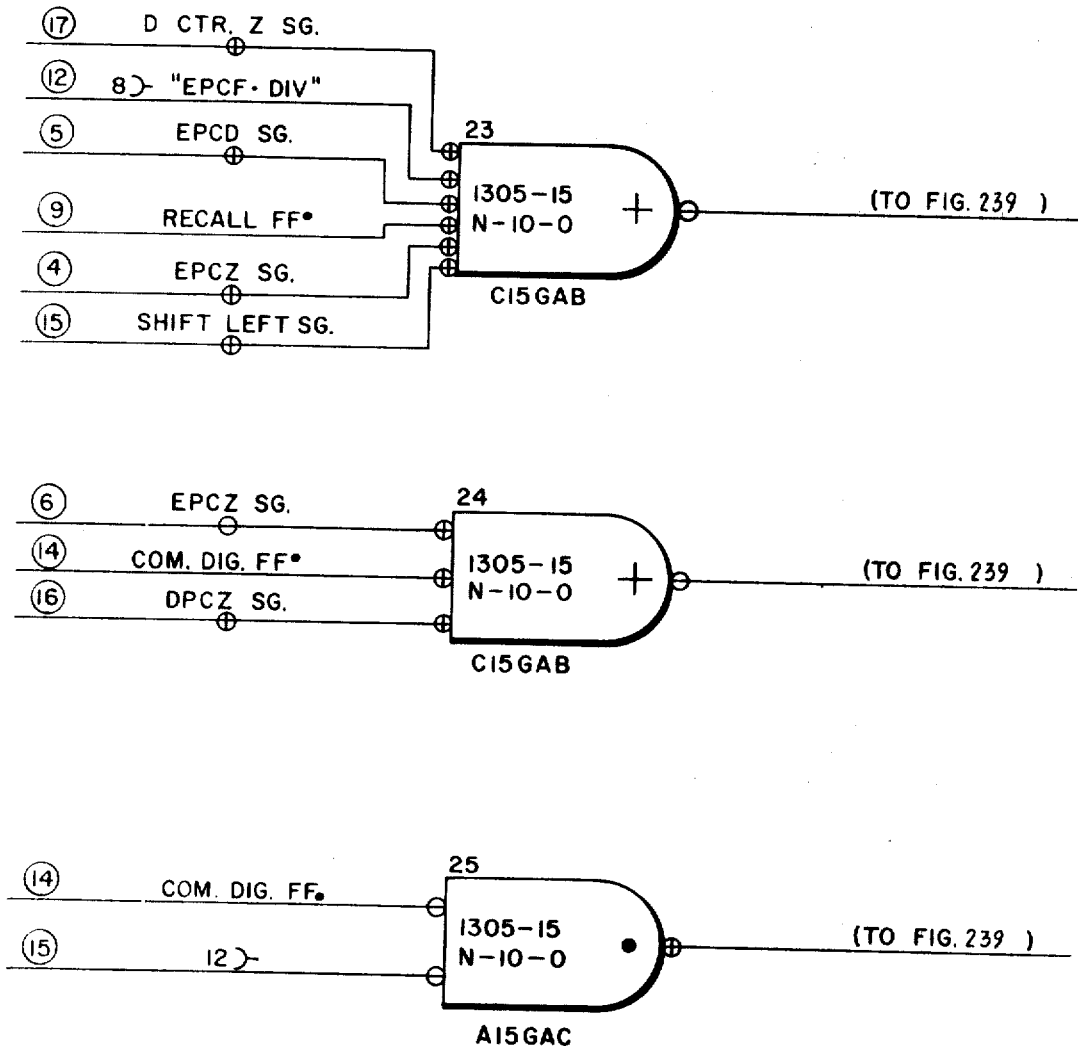 17 D CTR. Z SG.
12 8 "EPCF · DIV"
5 EPCD SG.
9 RECALL FF•
4 EPCZ SG.
15 SHIFT LEFT SG.
23
1305-15
N-10-0
+
C15GAB
(TO FIG. 239 )
6 EPCZ SG.
14 COM. DIG. FF•
16 DPCZ SG.
24
1305-15
N-10-0
+
C15GAB
(TO FIG. 239 )
14 COM. DIG. FF•
15 12
25
1305-15
N-10-0
•
A15GAC
(TO FIG. 239 )